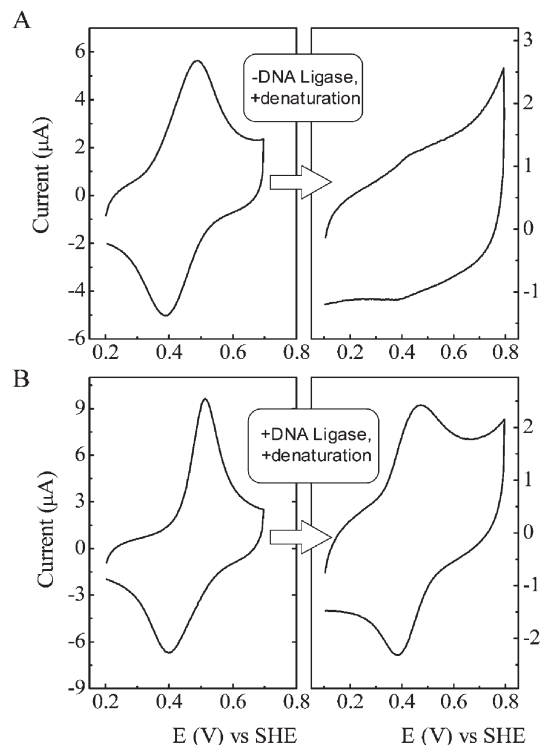 A
6
4
2
0
-2
-4
-6
Current (μA)
0.2 0.4 0.6 0.8
-DNA Ligase,
+denaturation
3
2
1
0
-1
0.2 0.4 0.6 0.8
B
9
6
3
0
-3
-6
-9
Current (μA)
0.2 0.4 0.6 0.8
E (V) vs SHE
+DNA Ligase,
+denaturation
2
1
0
-1
-2
0.2 0.4 0.6 0.8
E (V) vs SHE